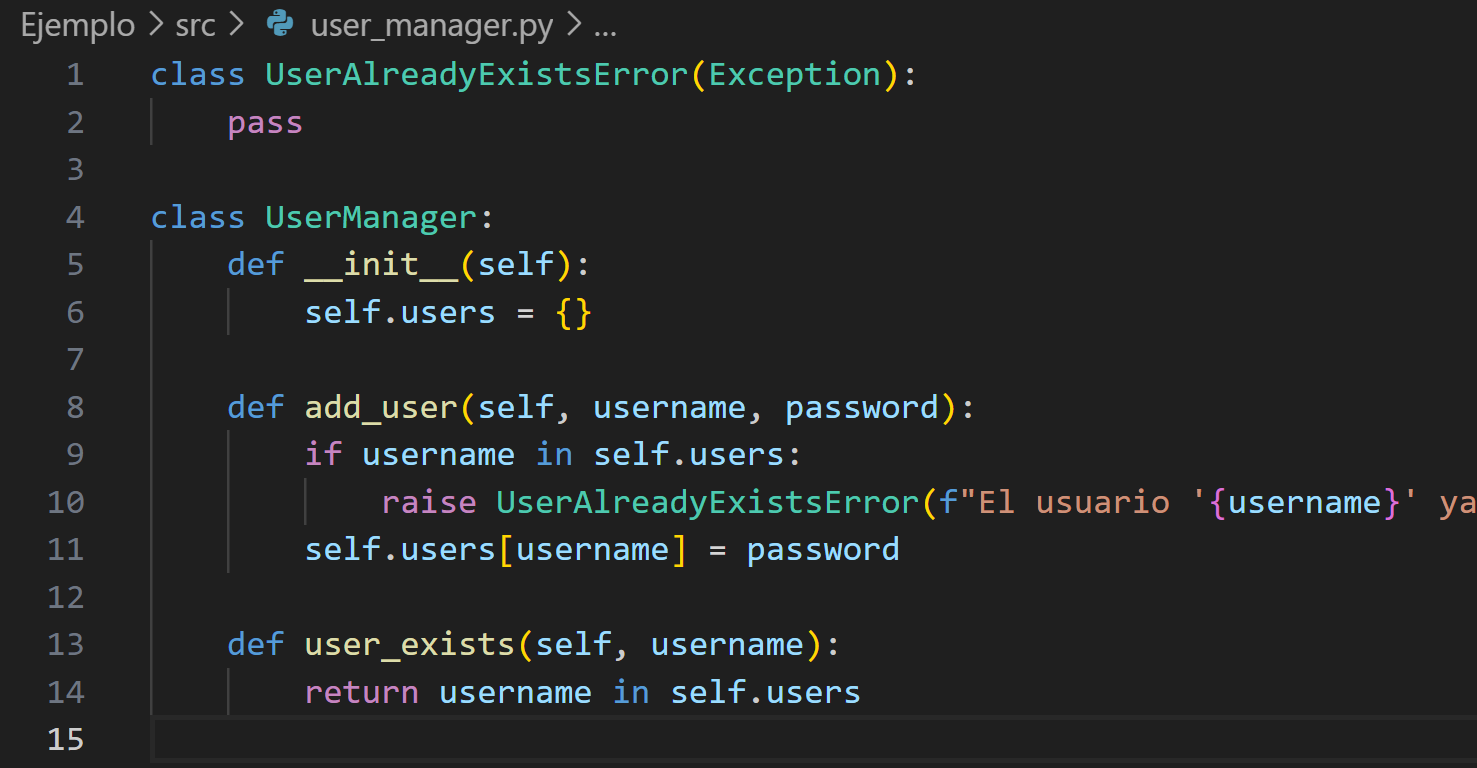 Ejemplo > src > user_manager.py > ...
1 class UserAlreadyExistsError(Exception):
2     pass
3
4 class UserManager:
5     def __init__(self):
6         self.users = {}
7
8     def add_user(self, username, password):
9         if username in self.users:
10             raise UserAlreadyExistsError(f"El usuario '{username}' ya
11         self.users[username] = password
12
13     def user_exists(self, username):
14         return username in self.users
15